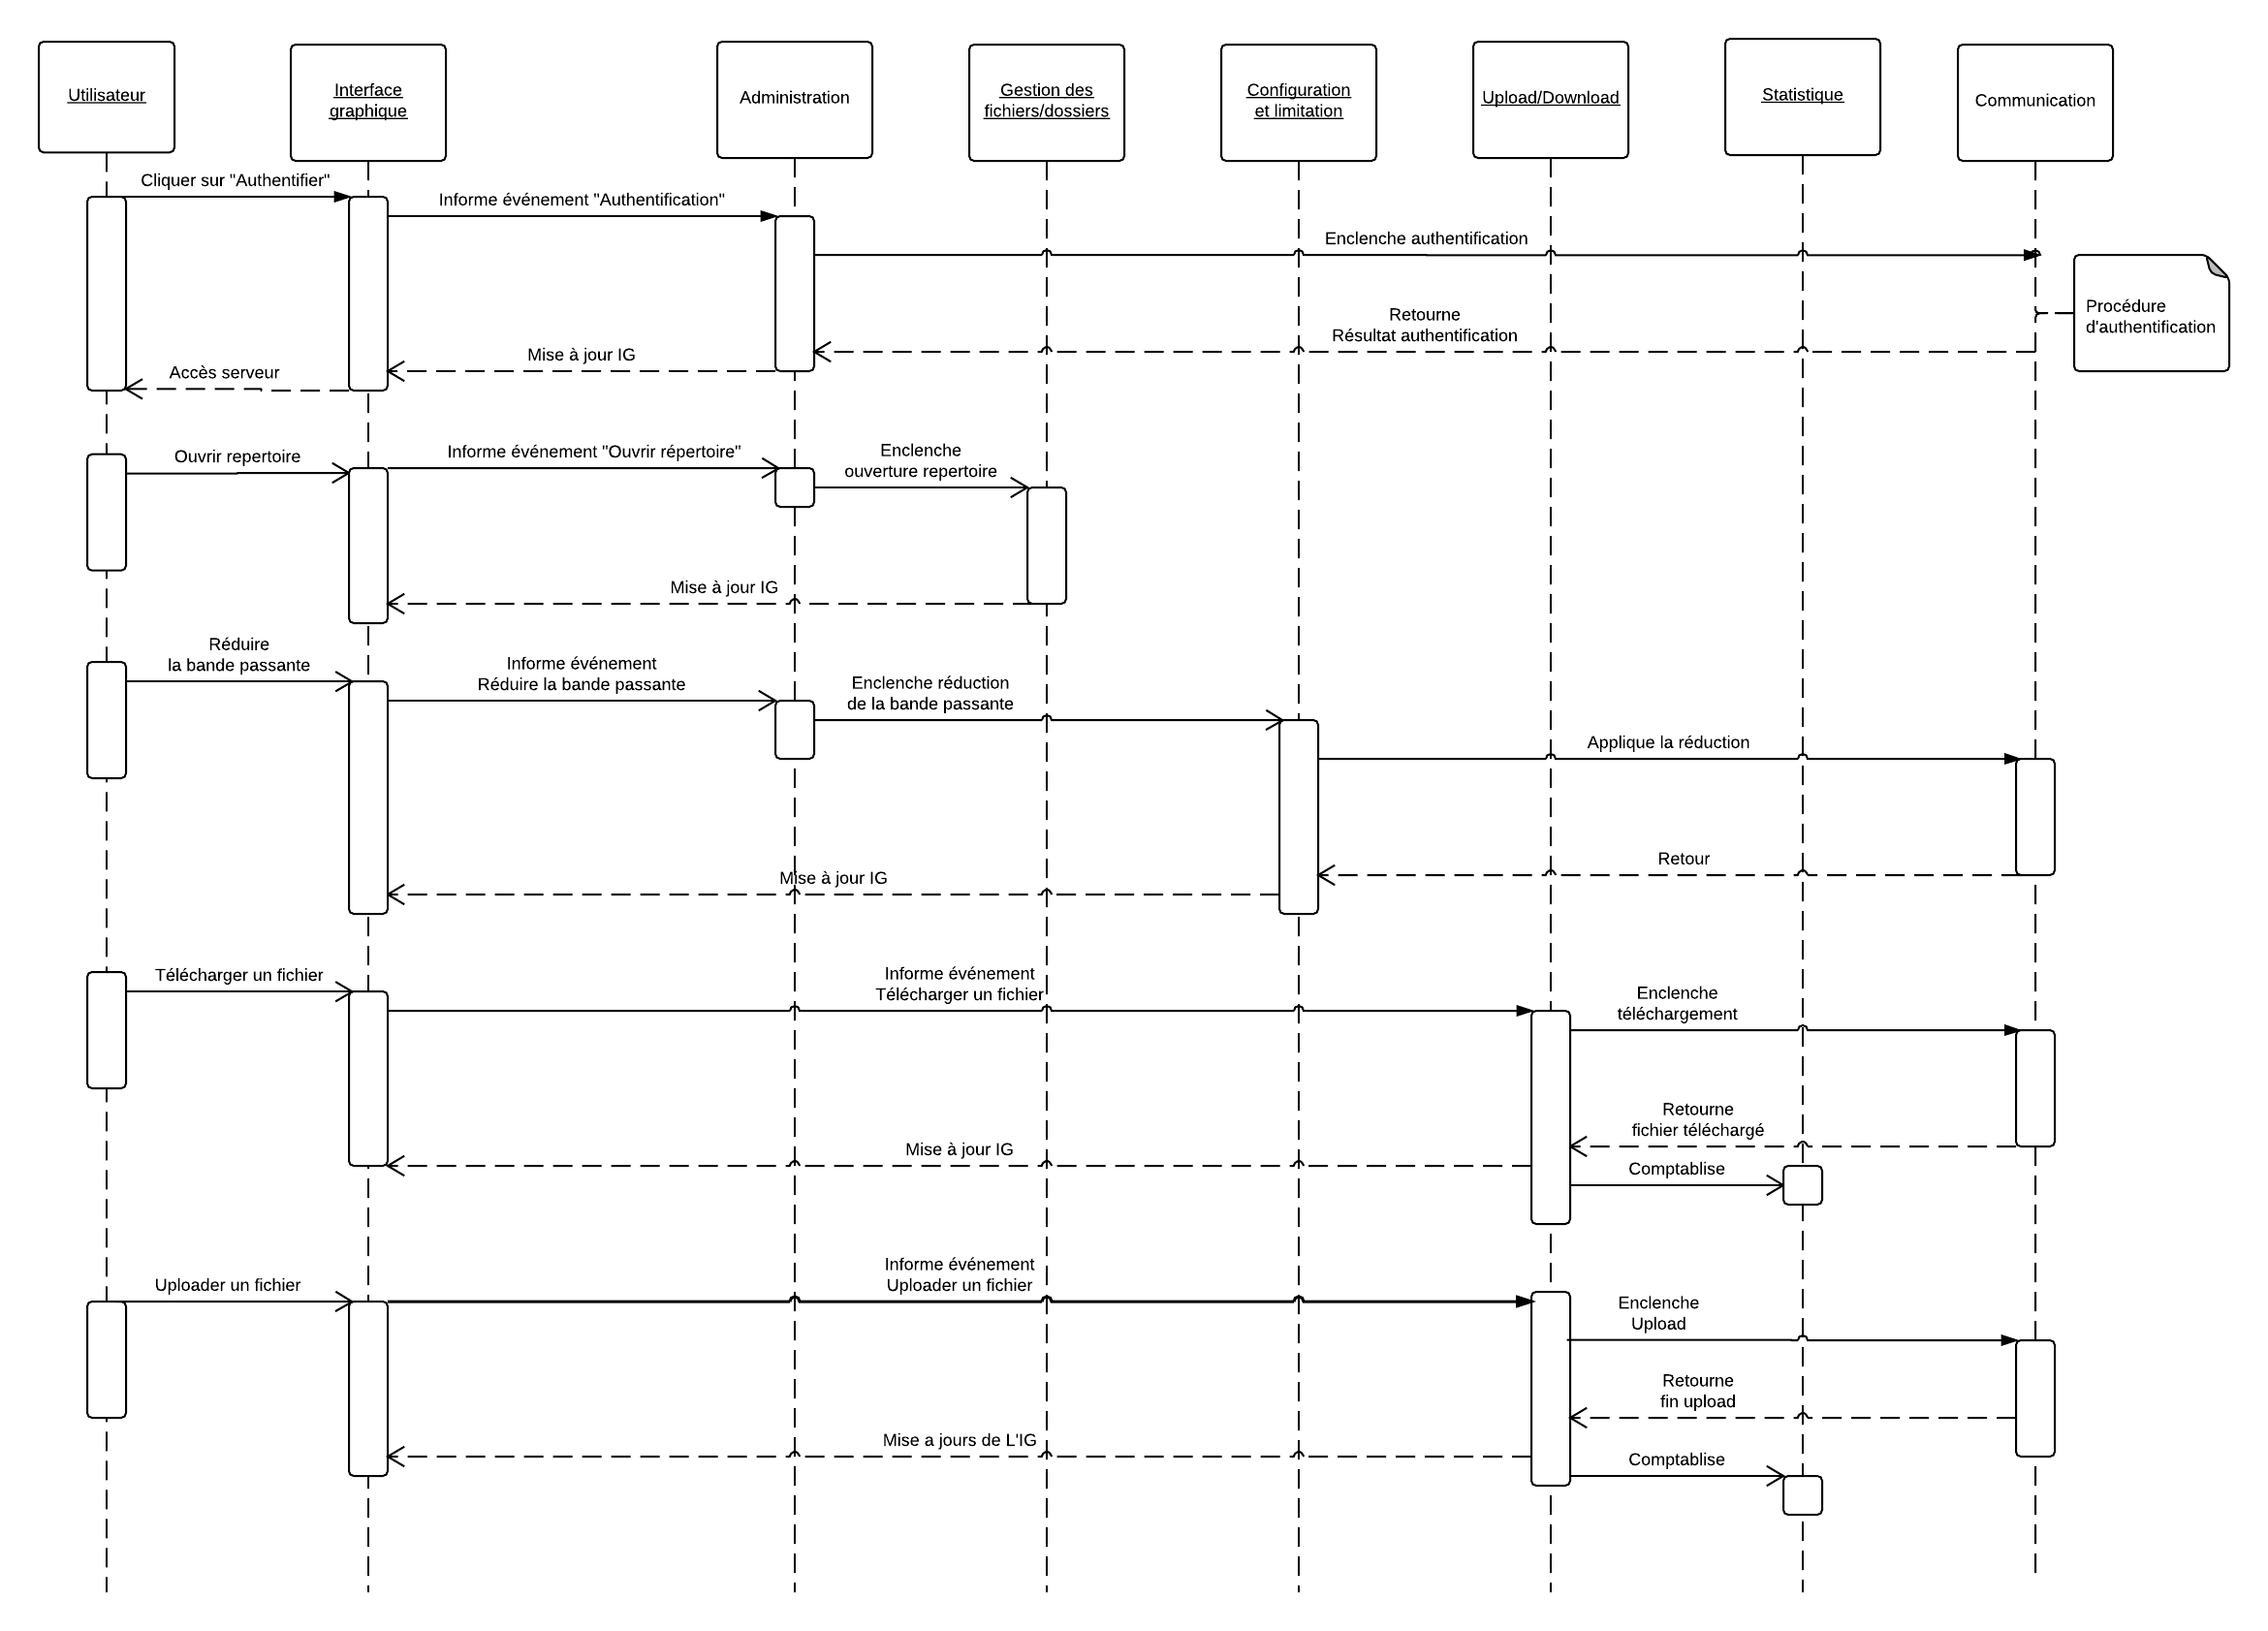 Utilisateur
Interface
graphique
Administration
Gestion des
fichiers/dossiers
Configuration
et limitation
Upload/Download
Statistique
Communication
Cliquer sur "Authentifier"
Informe événement "Authentification"
Enclenche authentification
Procédure
d'authentification
Retourne
Résultat authentification
Mise à jour IG
Accès serveur
Ouvrir repertoire
Informe événement "Ouvrir répertoire"
Enclenche
ouverture repertoire
Mise à jour IG
Réduire
la bande passante
Informe événement
Réduire la bande passante
Enclenche réduction
de la bande passante
Applique la réduction
Retour
Mise à jour IG
Télécharger un fichier
Informe événement
Télécharger un fichier
Enclenche
téléchargement
Retourne
fichier téléchargé
Mise à jour IG
Comptablise
Uploader un fichier
Informe événement
Uploader un fichier
Enclenche
Upload
Retourne
fin upload
Mise a jours de L'IG
Comptablise